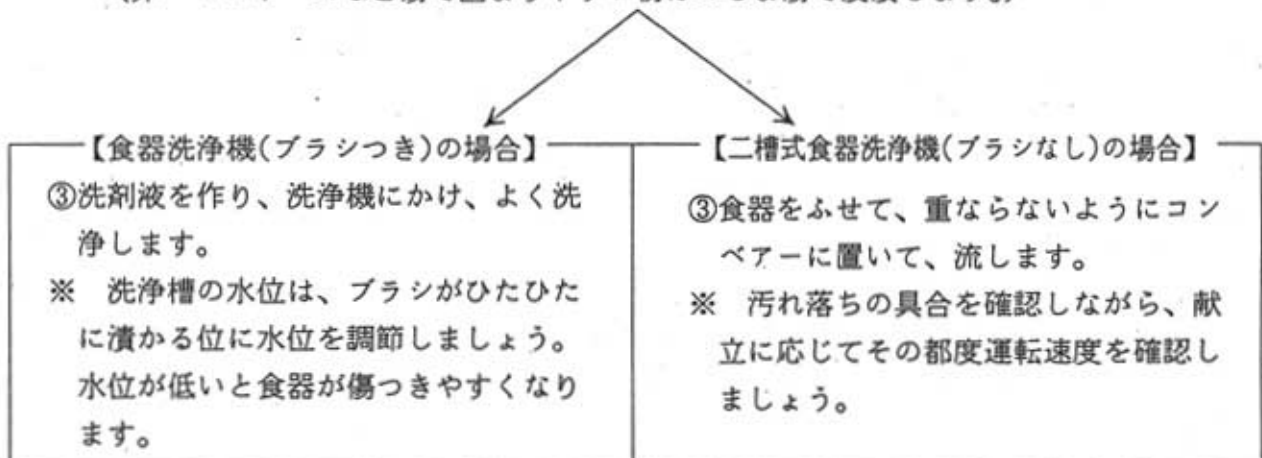 【食器洗浄機(ブラシつき)の場合】
③洗剤液を作り、洗浄機にかけ、よく洗
浄します。
※ 洗浄槽の水位は、ブラシがひたひた
に漬かる位に水位を調節しましょう。
水位が低いと食器が傷つきやすくなり
ます。
【二槽式食器洗浄機(ブラシなし)の場合】
③食器をふせて、重ならないようにコン
ベアーに置いて、流します。
※ 汚れ落ちの具合を確認しながら、献
立に応じてその都度運転速度を確認し
ましょう。